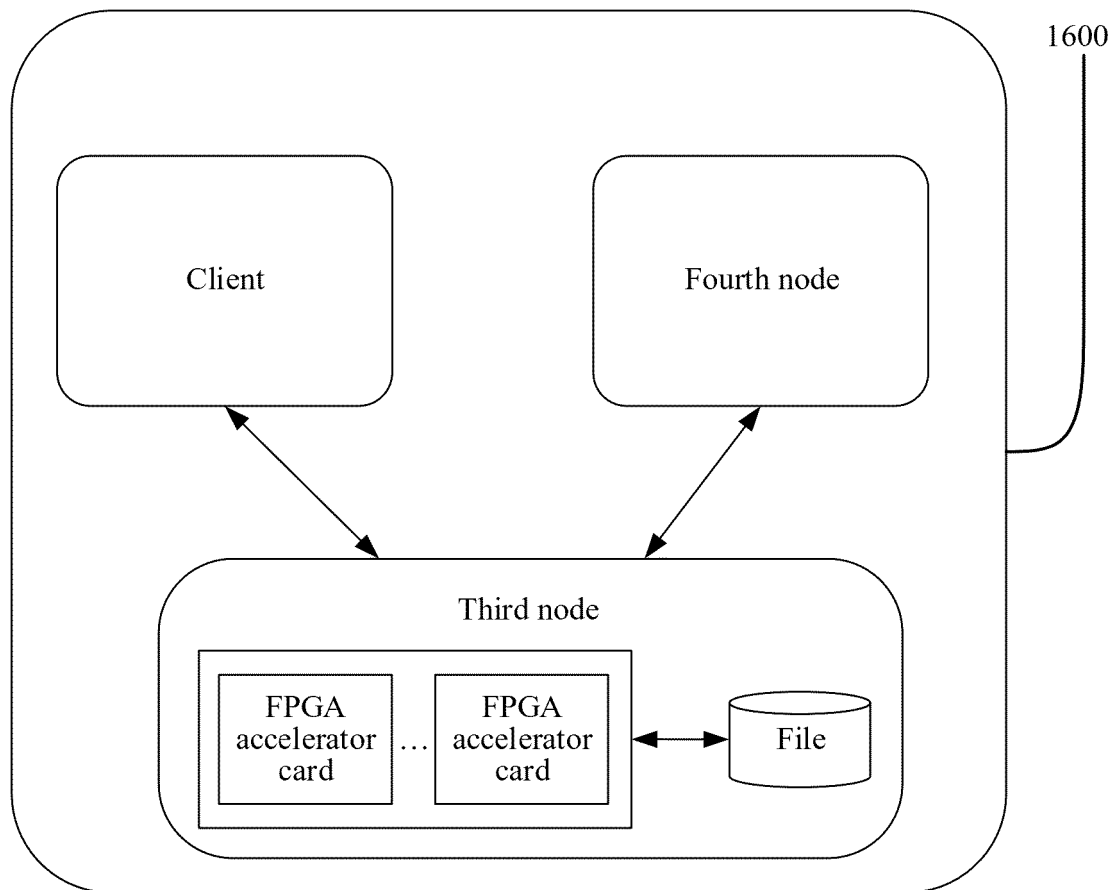 1600
Client
Fourth node
Third node
FPGA
accelerator
card
...
FPGA
accelerator
card
File